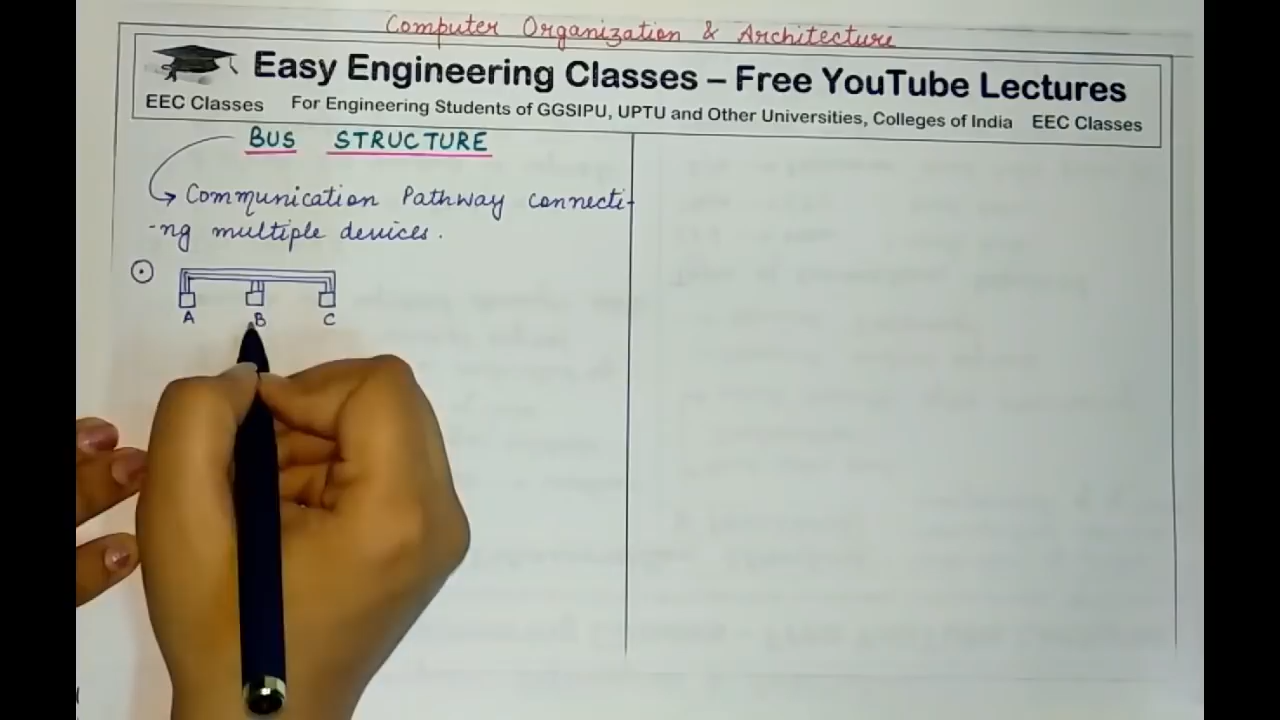 Computer Organization & Architecture
Easy Engineering Classes – Free YouTube Lectures
EEC Classes For Engineering Students of GGSIPU, UPTU and Other Universities, Colleges of India EEC Classes
BUS STRUCTURE
Communication Pathway connecti-
-ng multiple devices.
A B C